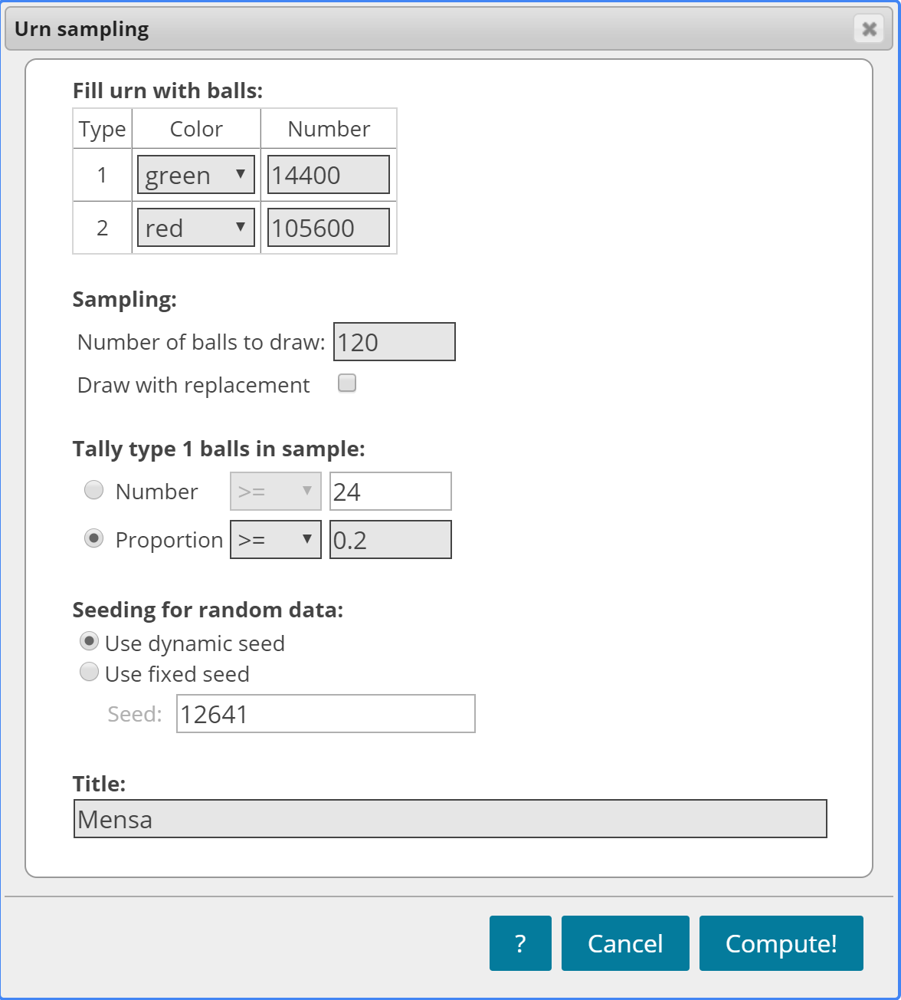 Urn sampling
Fill urn with balls:
Type Color Number
1 green 14400
2 red 105600
Sampling:
Number of balls to draw: 120
Draw with replacement
Tally type 1 balls in sample:
Number >= 24
Proportion >= 0.2
Seeding for random data:
Use dynamic seed
Use fixed seed
Seed: 12641
Title:
Mensa
? Cancel Compute!